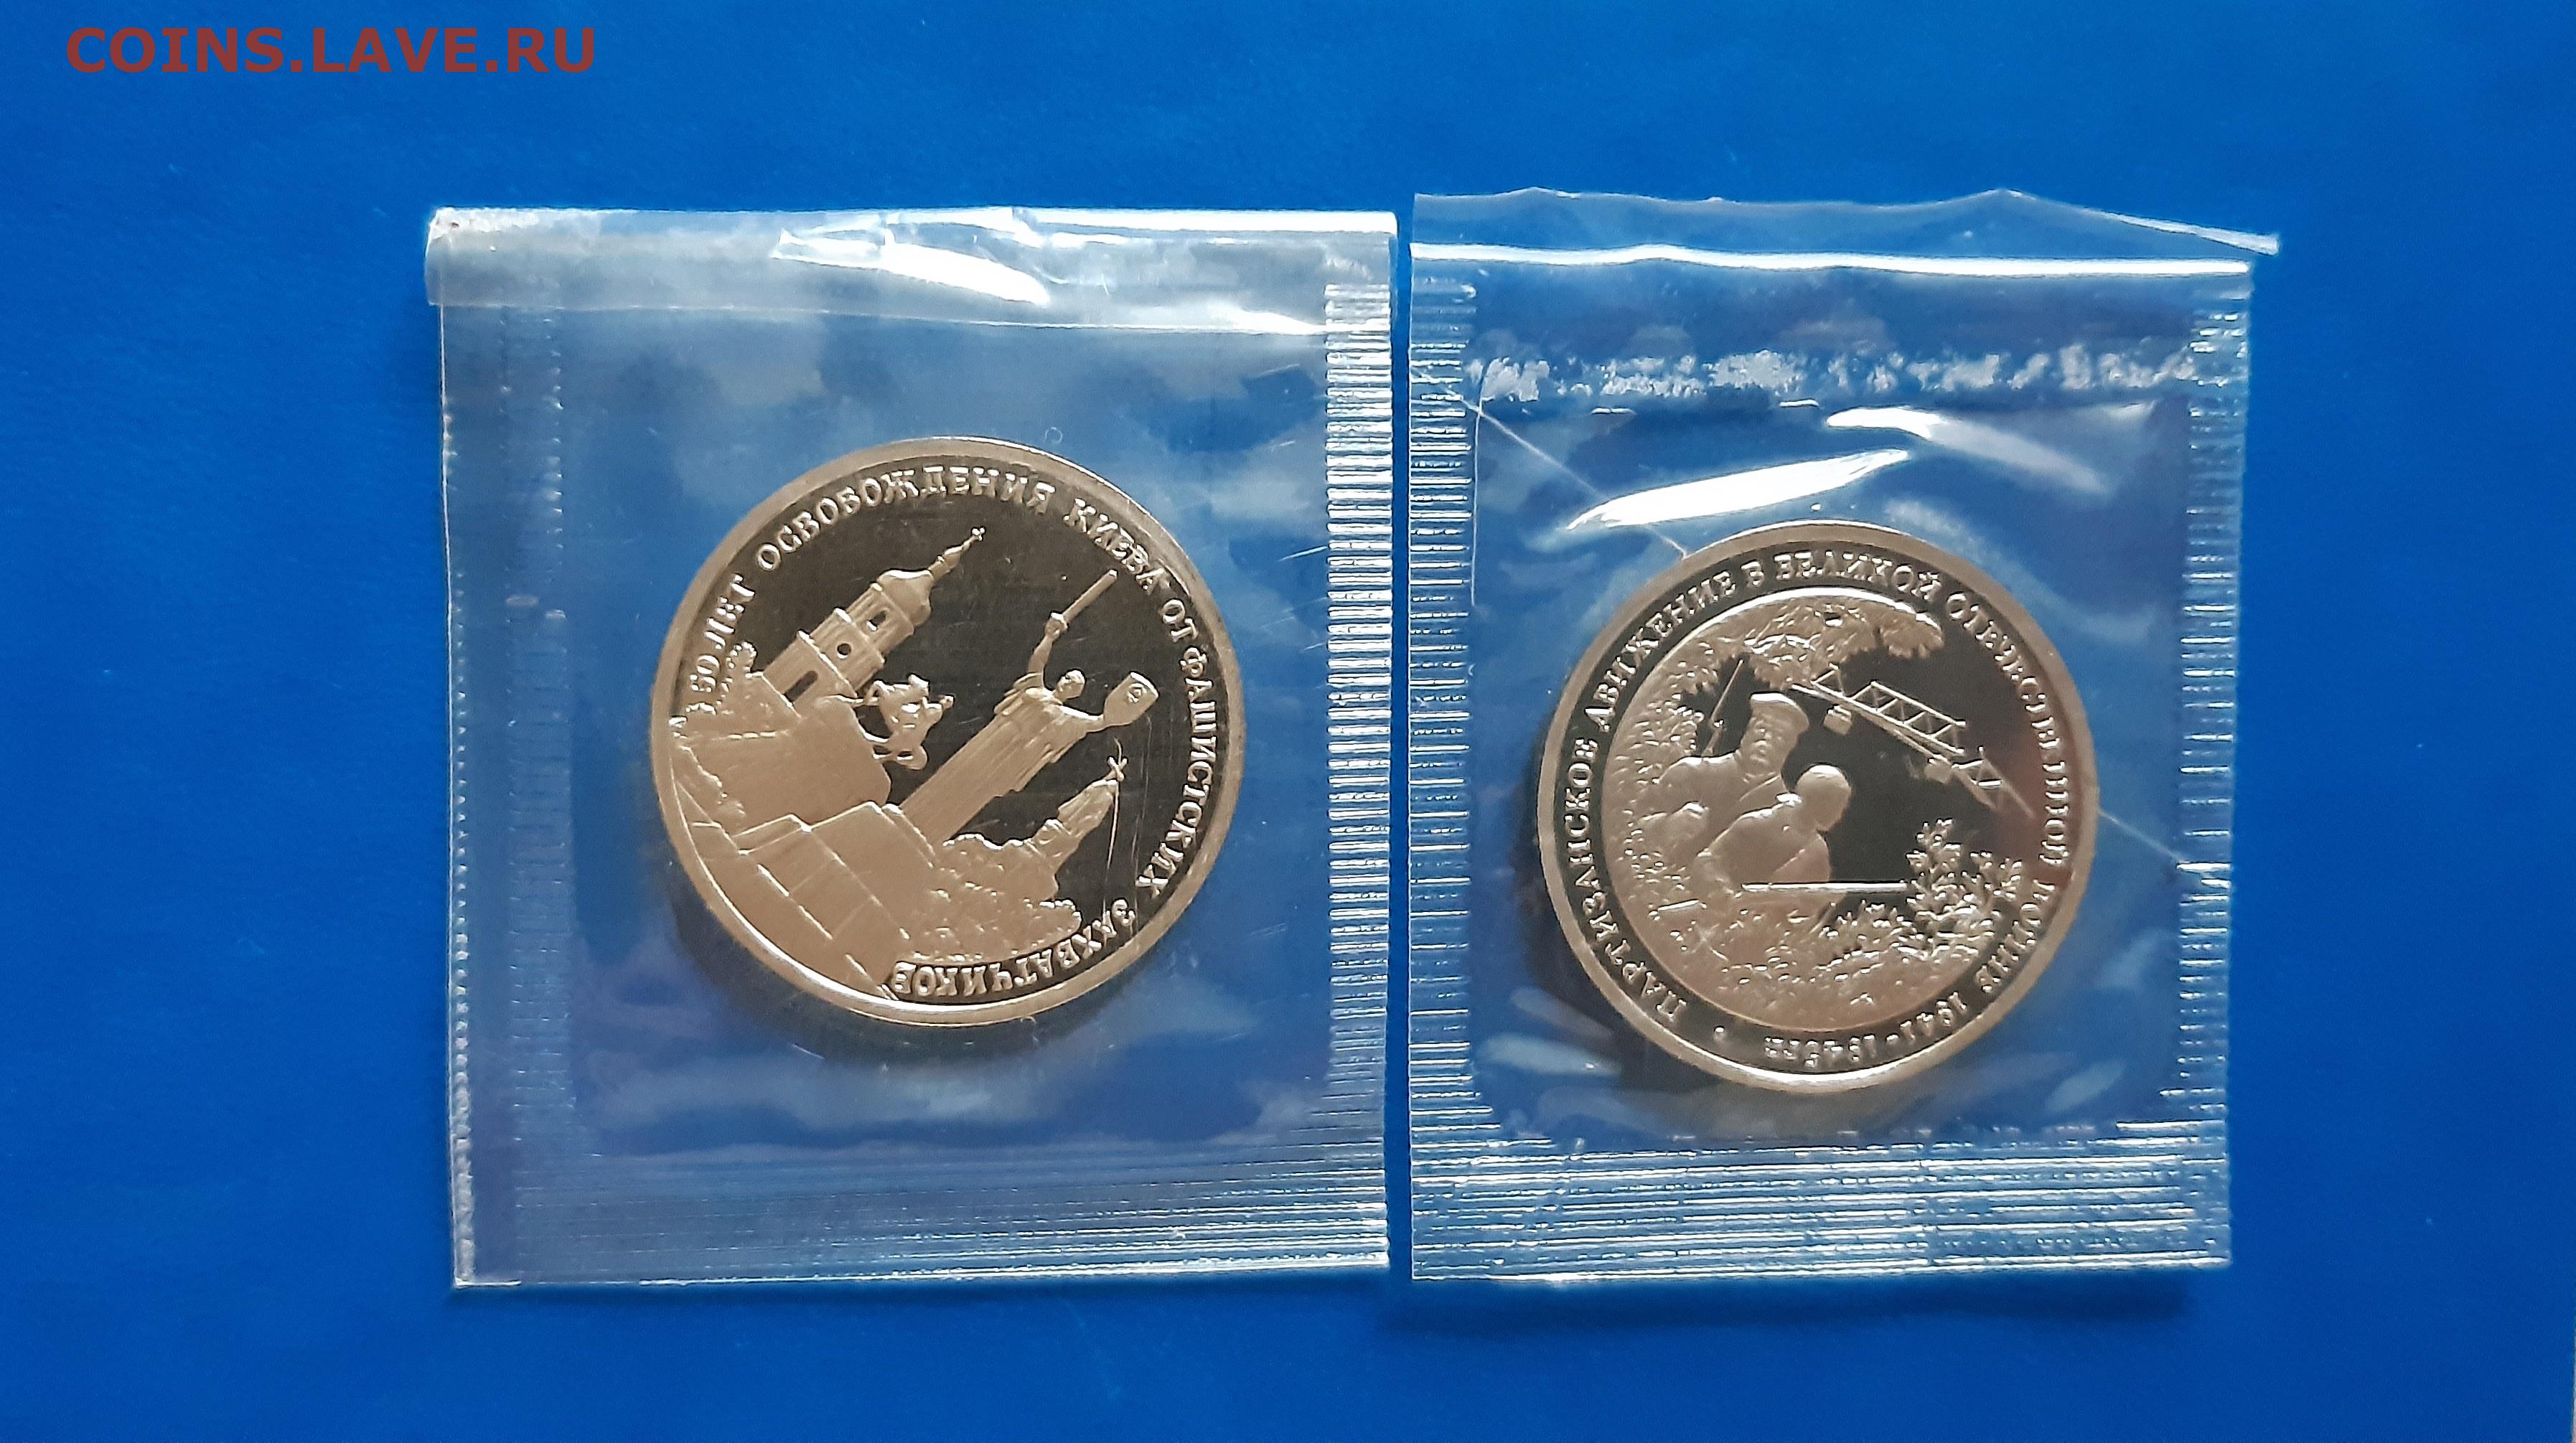 COINS.LAVE.RU
50 ЛЕТ ОСВОБОЖДЕНИЯ КИЕВА ОТ ФАШИСТСКИХ ЗАХВАТЧИКОВ
ПАРТИЗАНСКОЕ ДВИЖЕНИЕ В ВЕЛИКОЙ ОТЕЧЕСТВЕННОЙ ВОЙНЕ 1941-1945ГГ